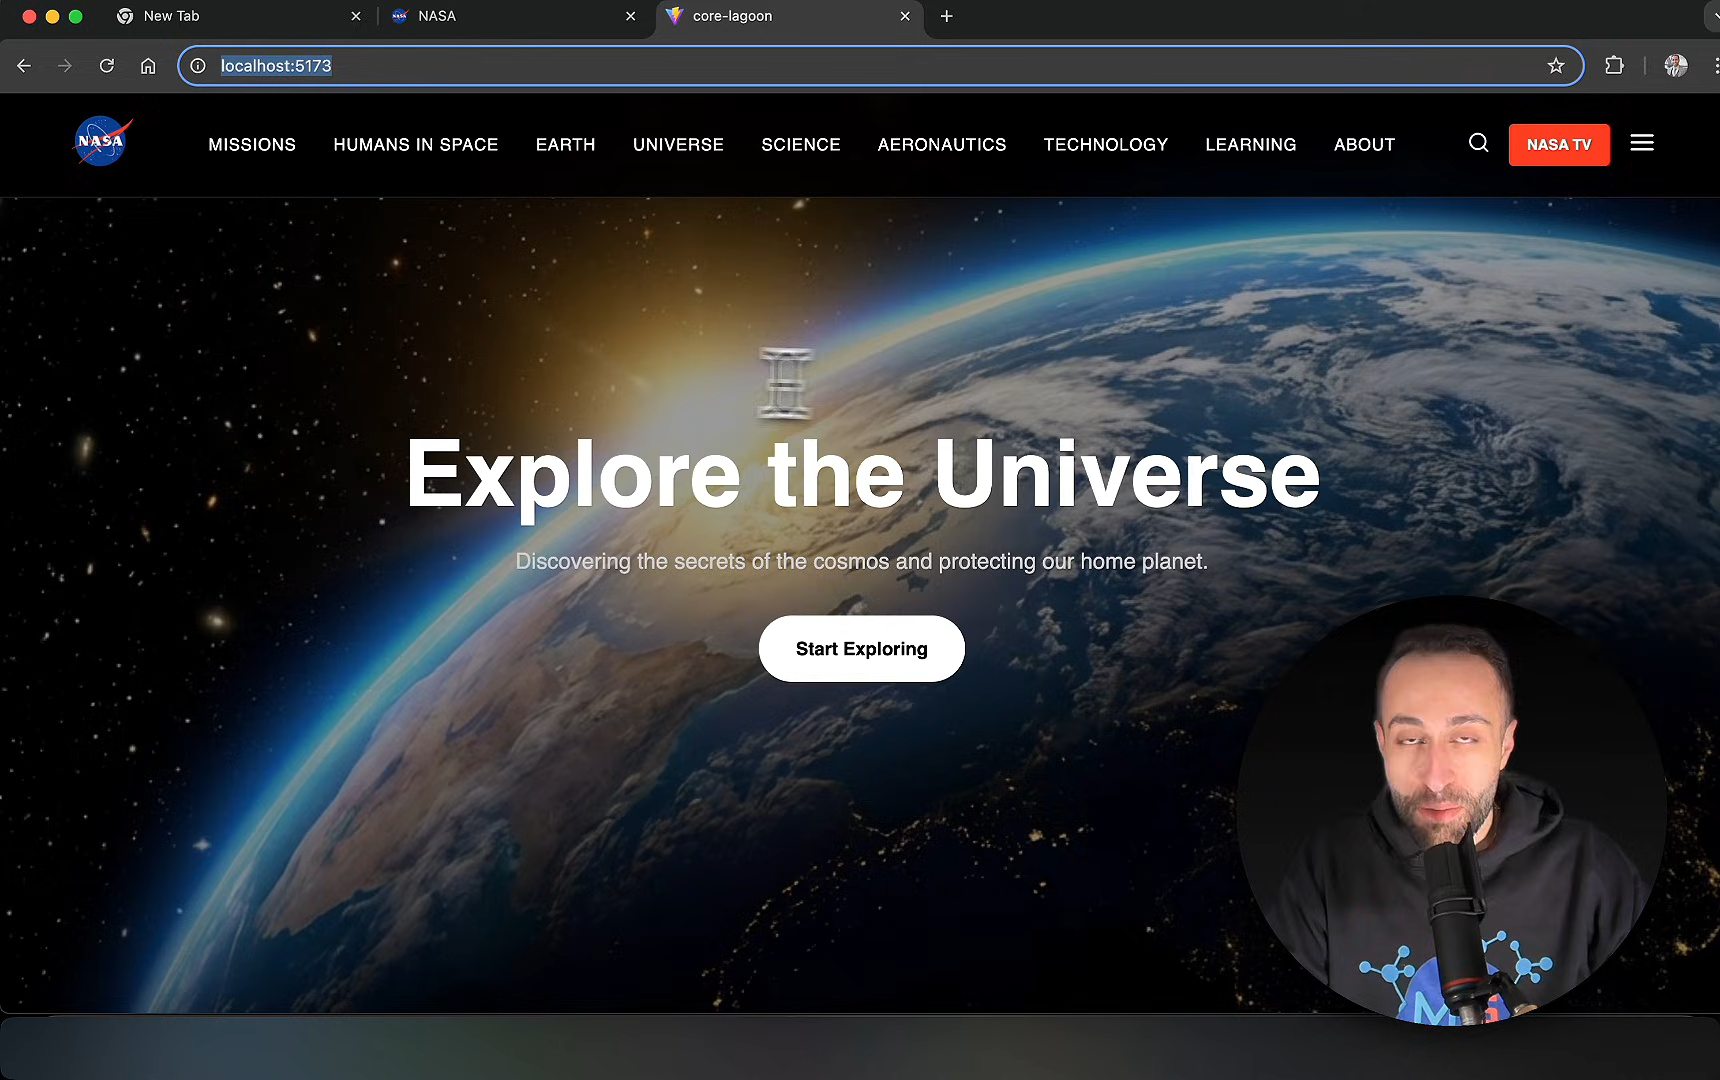 New Tab
NASA
core-lagoon
localhost:5173
NASA
MISSIONS
HUMANS IN SPACE
EARTH
UNIVERSE
SCIENCE
AERONAUTICS
TECHNOLOGY
LEARNING
ABOUT
NASA TV
Explore the Universe
Discovering the secrets of the cosmos and protecting our home planet.
Start Exploring